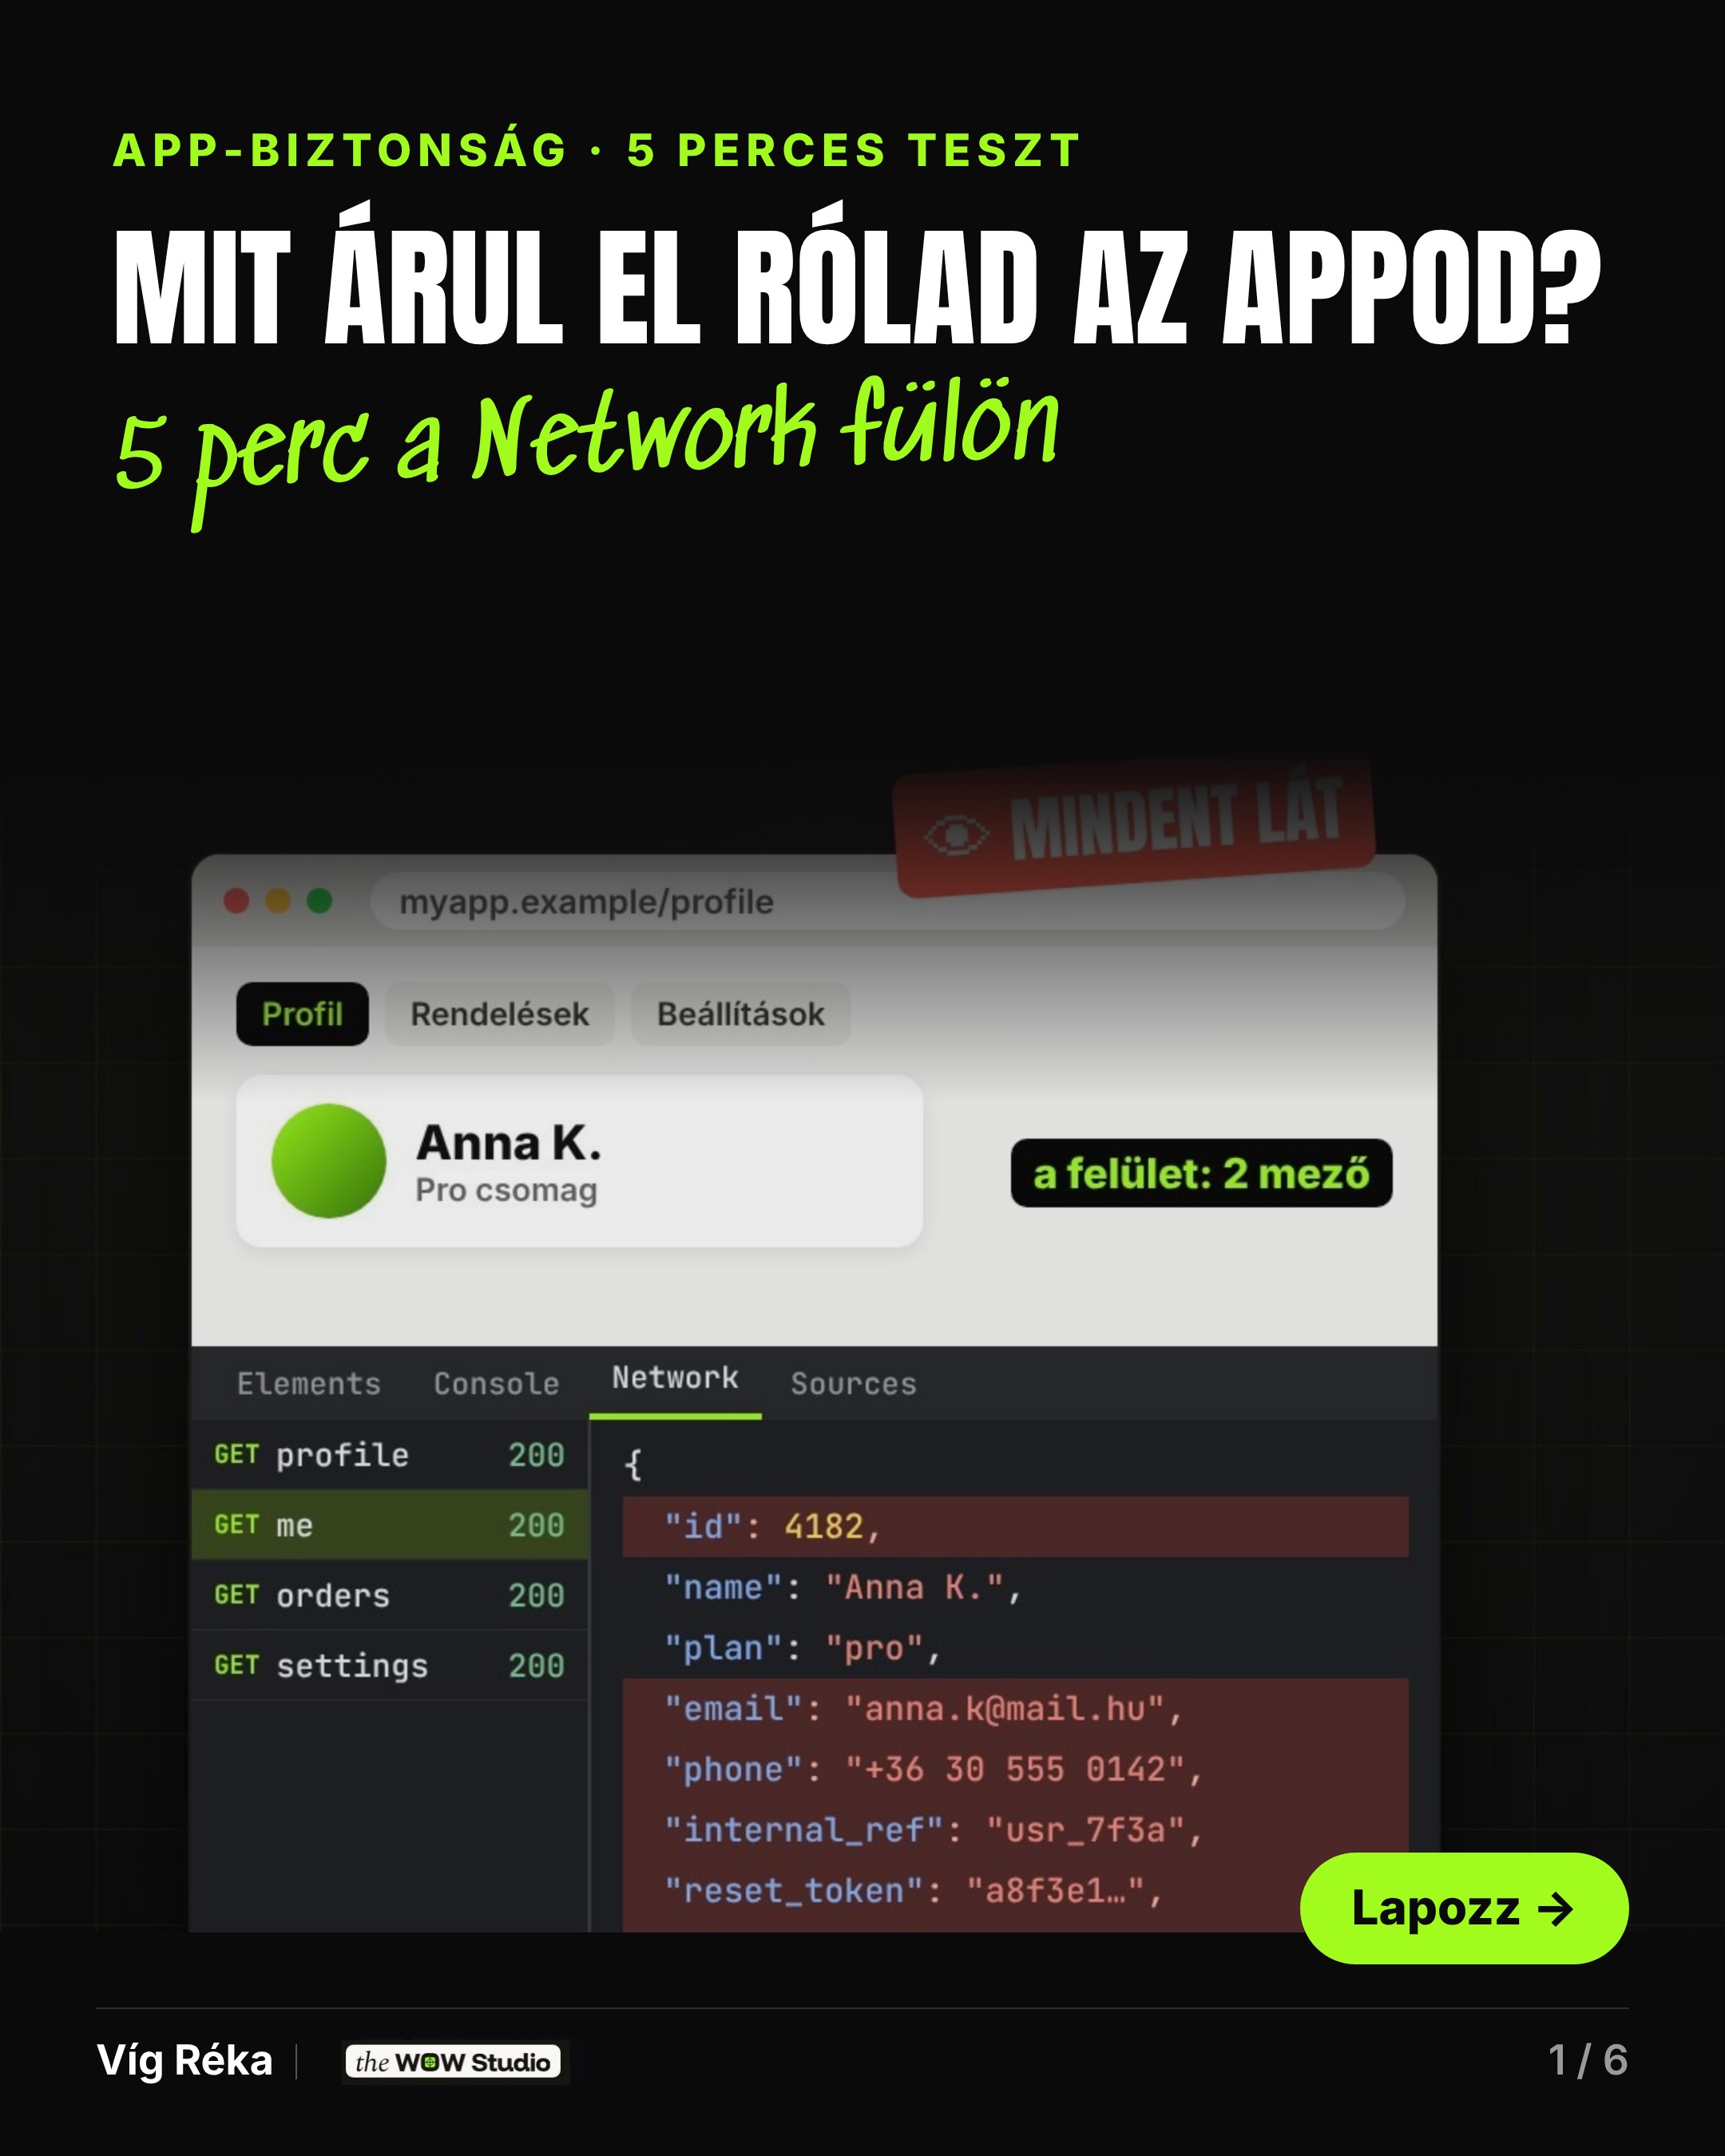 APP-BIZTONSÁG · 5 PERCES TESZT
MIT ÁRUL EL RÓLAD AZ APPOD?
5 perc a Network fülön
MINDENT LÁT
myapp.example/profile
Profil Rendelések Beállítások
Anna K.
Pro csomag
a felület: 2 mező
Elements Console Network Sources
GET profile 200
GET me 200
GET orders 200
GET settings 200
{
"id": 4182,
"name": "Anna K.",
"plan": "pro",
"email": "anna.k@mail.hu",
"phone": "+36 30 555 0142",
"internal_ref": "usr_7f3a",
"reset_token": "a8f3e1…",
Lapozz →
Víg Réka | the WOW Studio
1 / 6